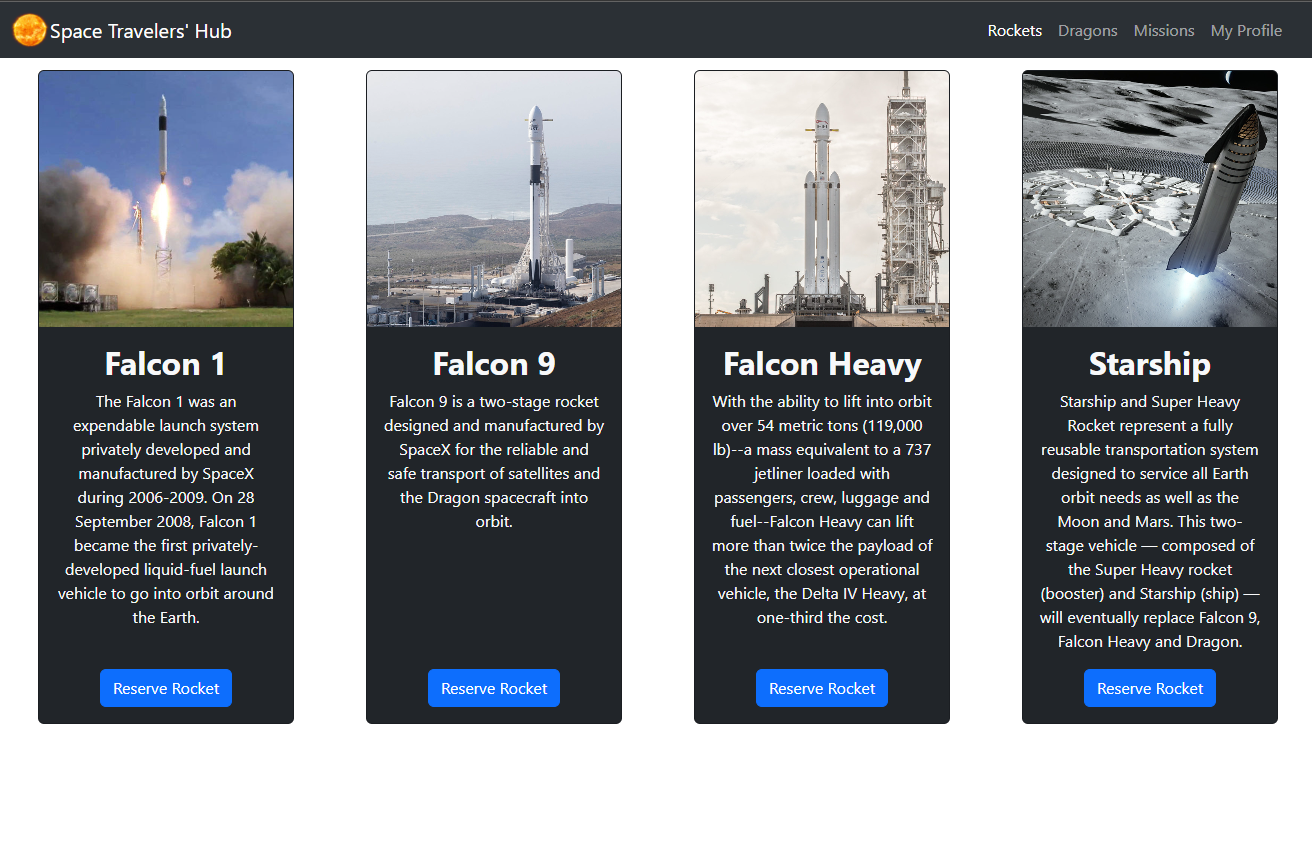 Space Travelers' Hub
Rockets Dragons Missions My Profile
Falcon 1
The Falcon 1 was an
expendable launch system
privately developed and
manufactured by SpaceX
during 2006-2009. On 28
September 2008, Falcon 1
became the first privately-
developed liquid-fuel launch
vehicle to go into orbit around
the Earth.
Reserve Rocket
Falcon 9
Falcon 9 is a two-stage rocket
designed and manufactured by
SpaceX for the reliable and
safe transport of satellites and
the Dragon spacecraft into
orbit.
Reserve Rocket
Falcon Heavy
With the ability to lift into orbit
over 54 metric tons (119,000
lb)--a mass equivalent to a 737
jetliner loaded with
passengers, crew, luggage and
fuel--Falcon Heavy can lift
more than twice the payload of
the next closest operational
vehicle, the Delta IV Heavy, at
one-third the cost.
Reserve Rocket
Starship
Starship and Super Heavy
Rocket represent a fully
reusable transportation system
designed to service all Earth
orbit needs as well as the
Moon and Mars. This two-
stage vehicle — composed of
the Super Heavy rocket
(booster) and Starship (ship) —
will eventually replace Falcon 9,
Falcon Heavy and Dragon.
Reserve Rocket